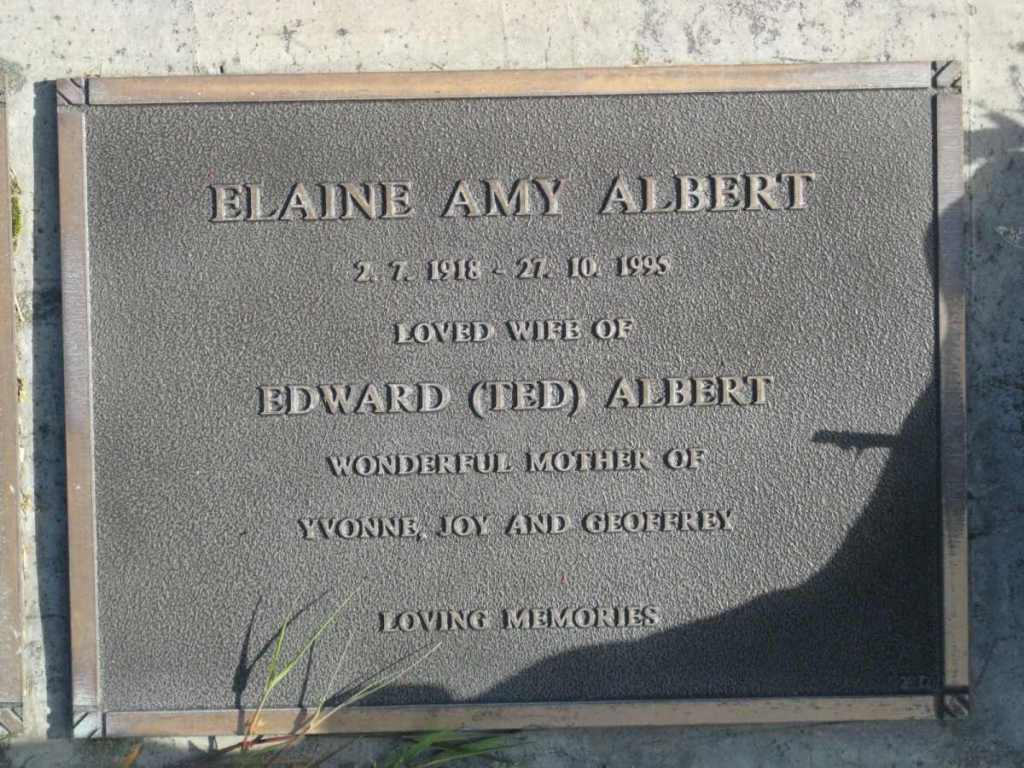 ELAINE AMY ALBERT
2. 7. 1918 - 27. 10. 1995
LOVED WIFE OF
EDWARD (TED) ALBERT
WONDERFUL MOTHER OF
YVONNE, JOY AND GEOFFREY
LOVING MEMORIES